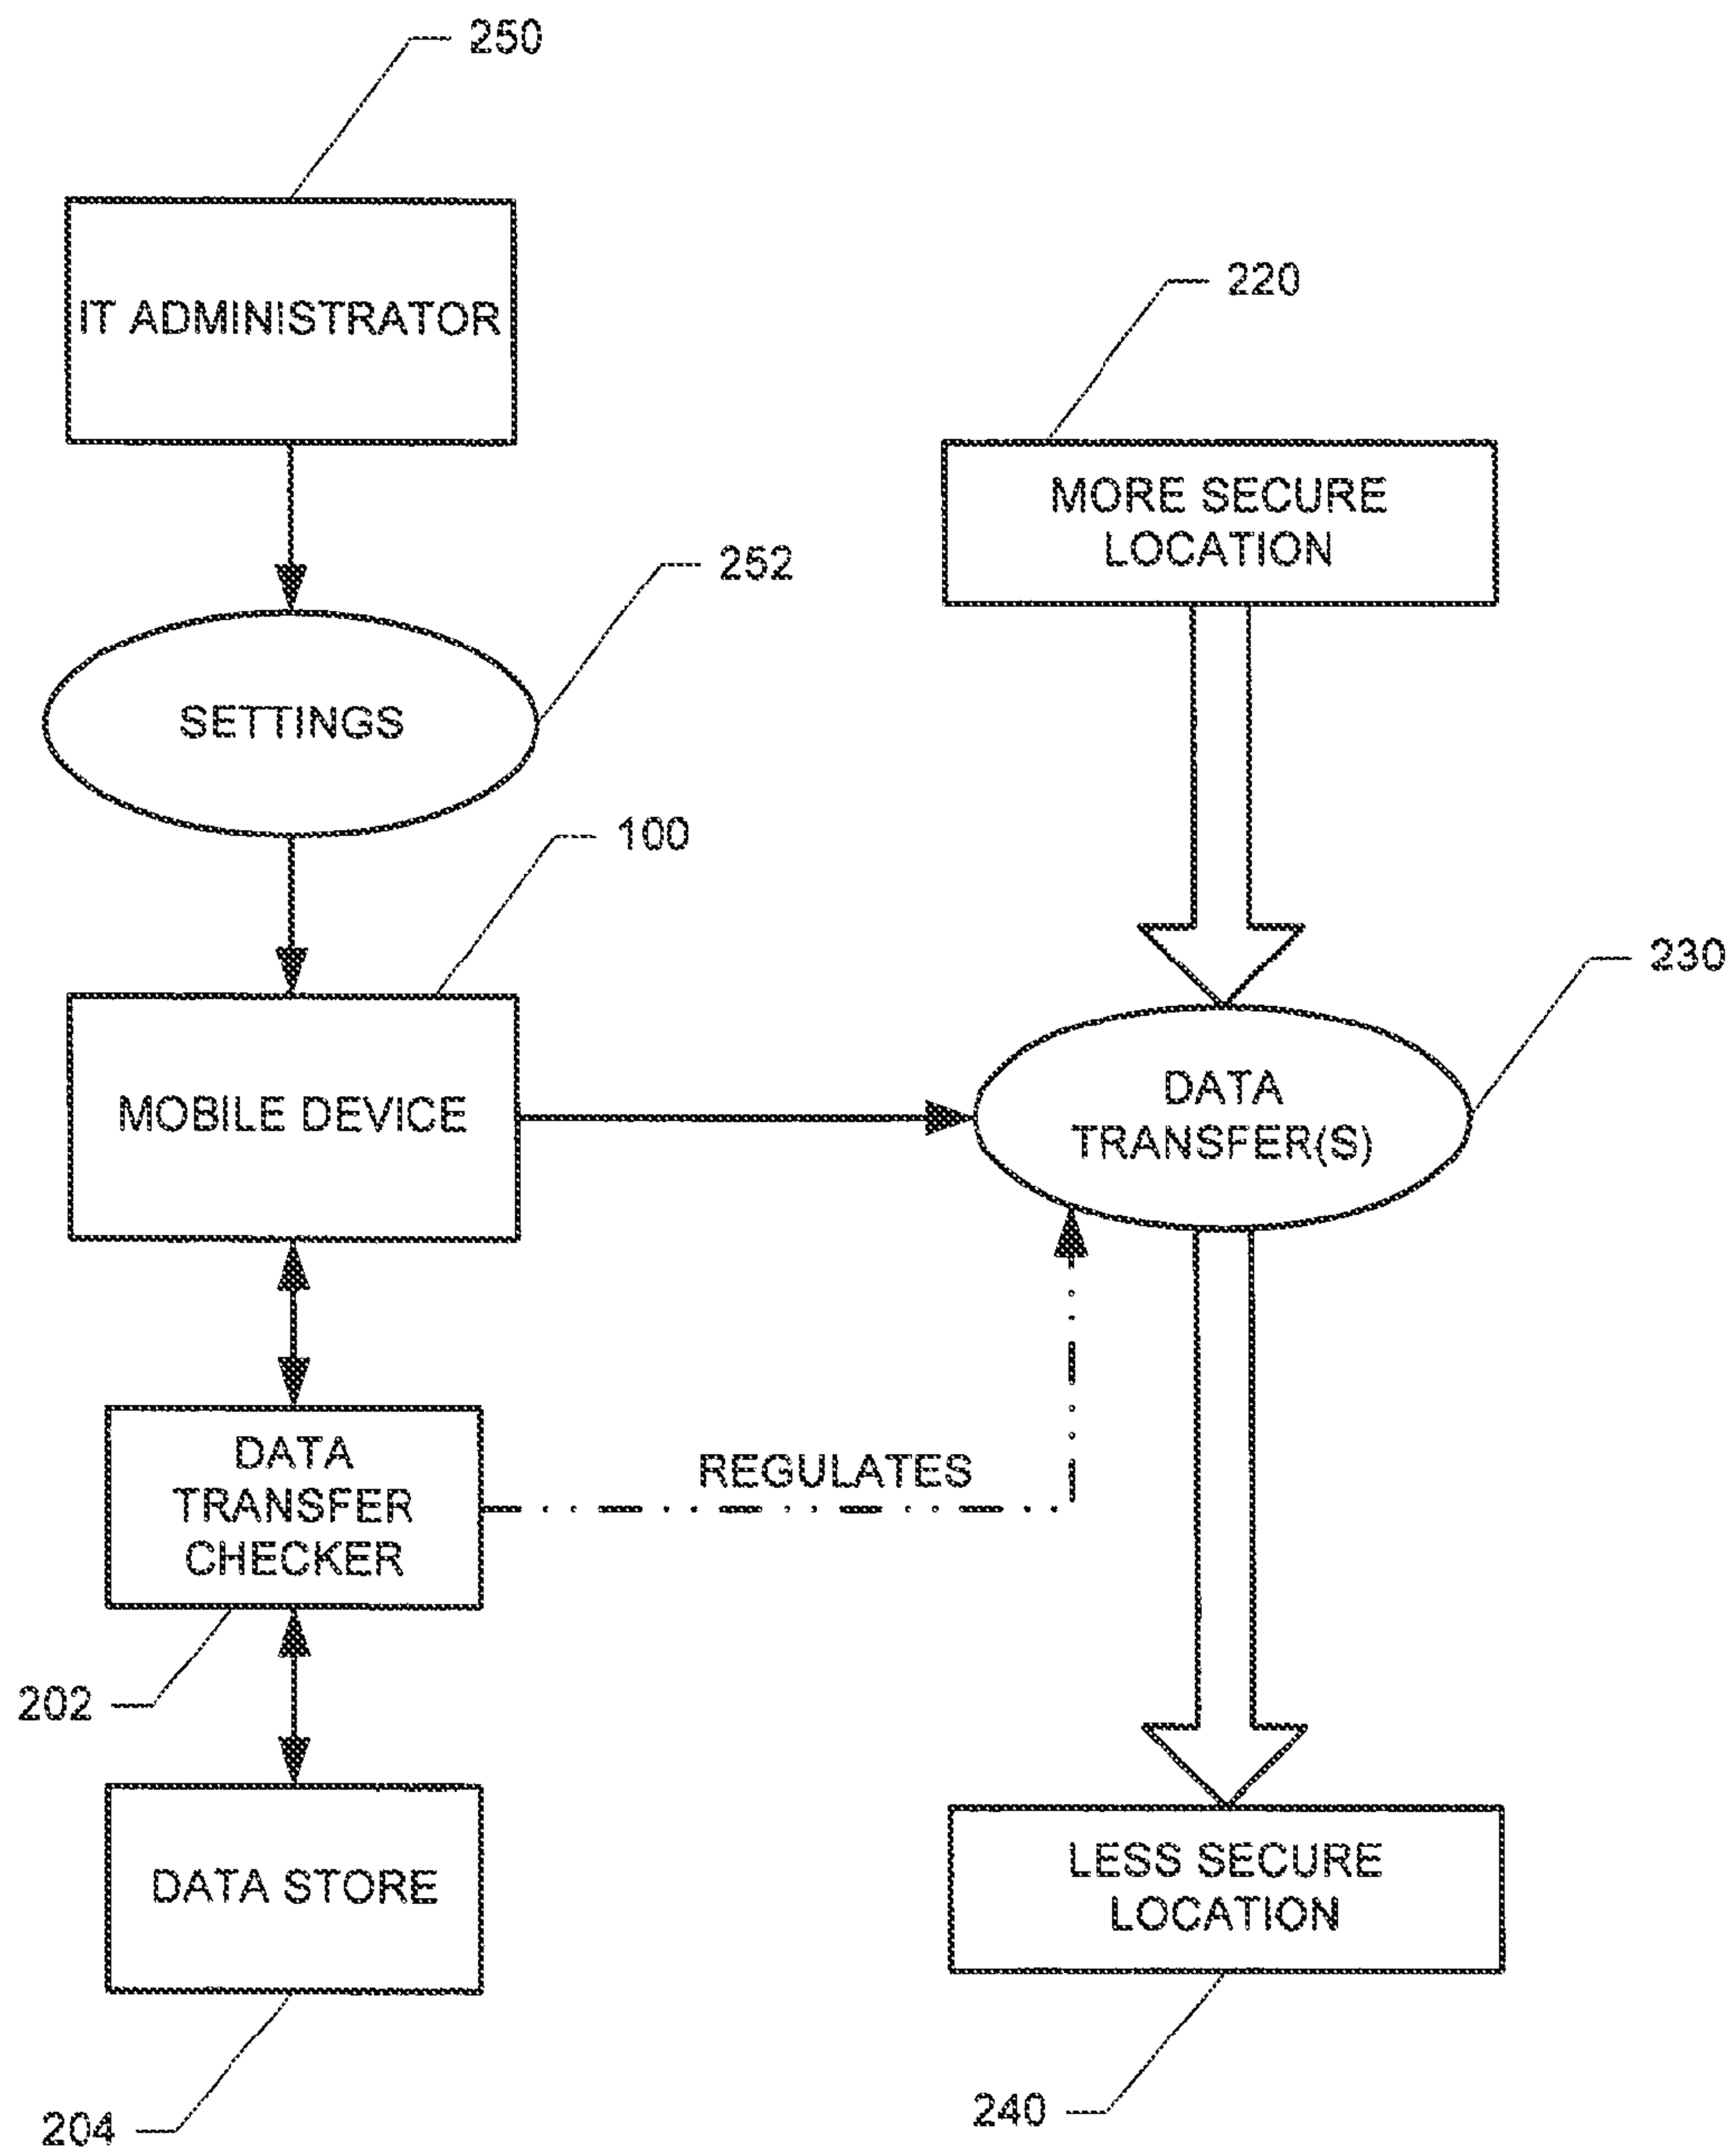 250
IT ADMINISTRATOR
220
MORE SECURE
LOCATION
252
SETTINGS
100
230
MOBILE DEVICE
DATA
TRANSFER(S)
DATA
TRANSFER
CHECKER
REGULATES
202
DATA STORE
LESS SECURE
LOCATION
204
240